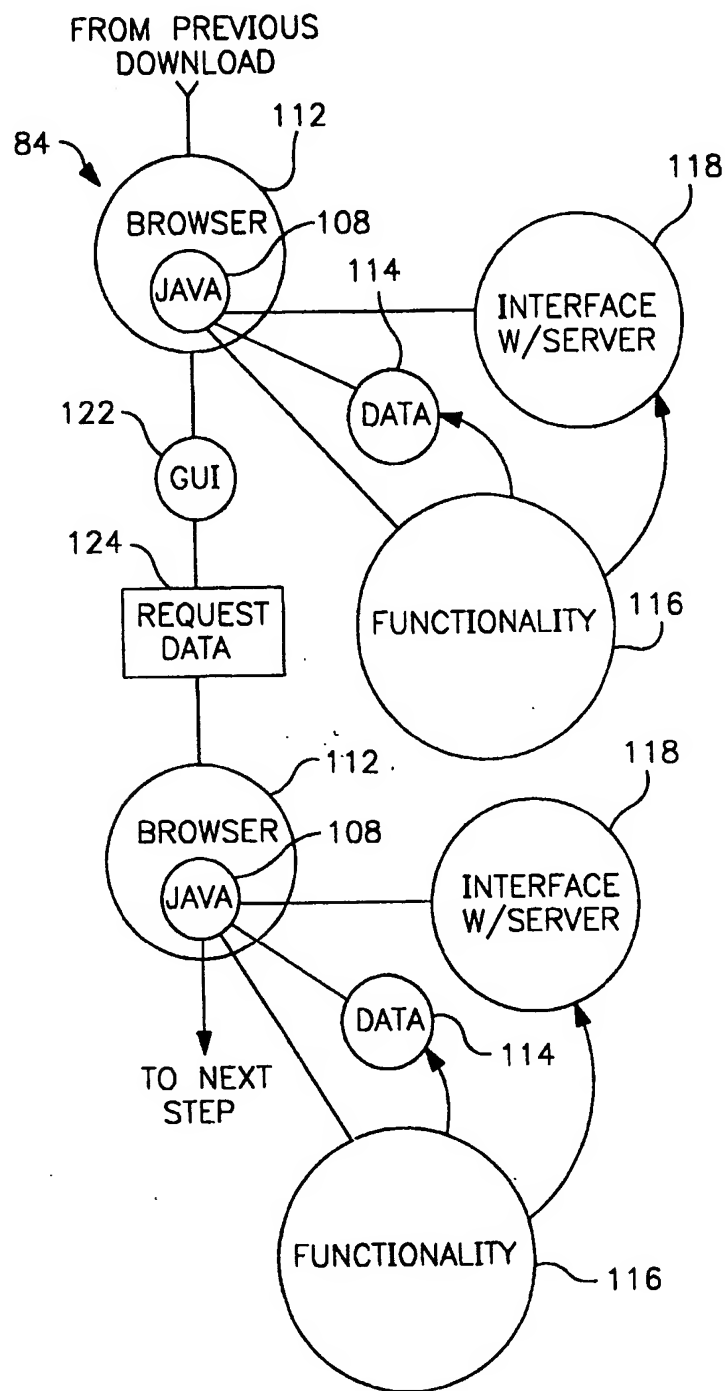 FROM PREVIOUS
DOWNLOAD
112
84
118
BROWSER
108
114
JAVA
INTERFACE
W/SERVER
DATA
122
GUI
124
REQUEST
DATA
FUNCTIONALITY
116
112
118
BROWSER
108
JAVA
INTERFACE
W/SERVER
DATA
114
TO NEXT
STEP
FUNCTIONALITY
116